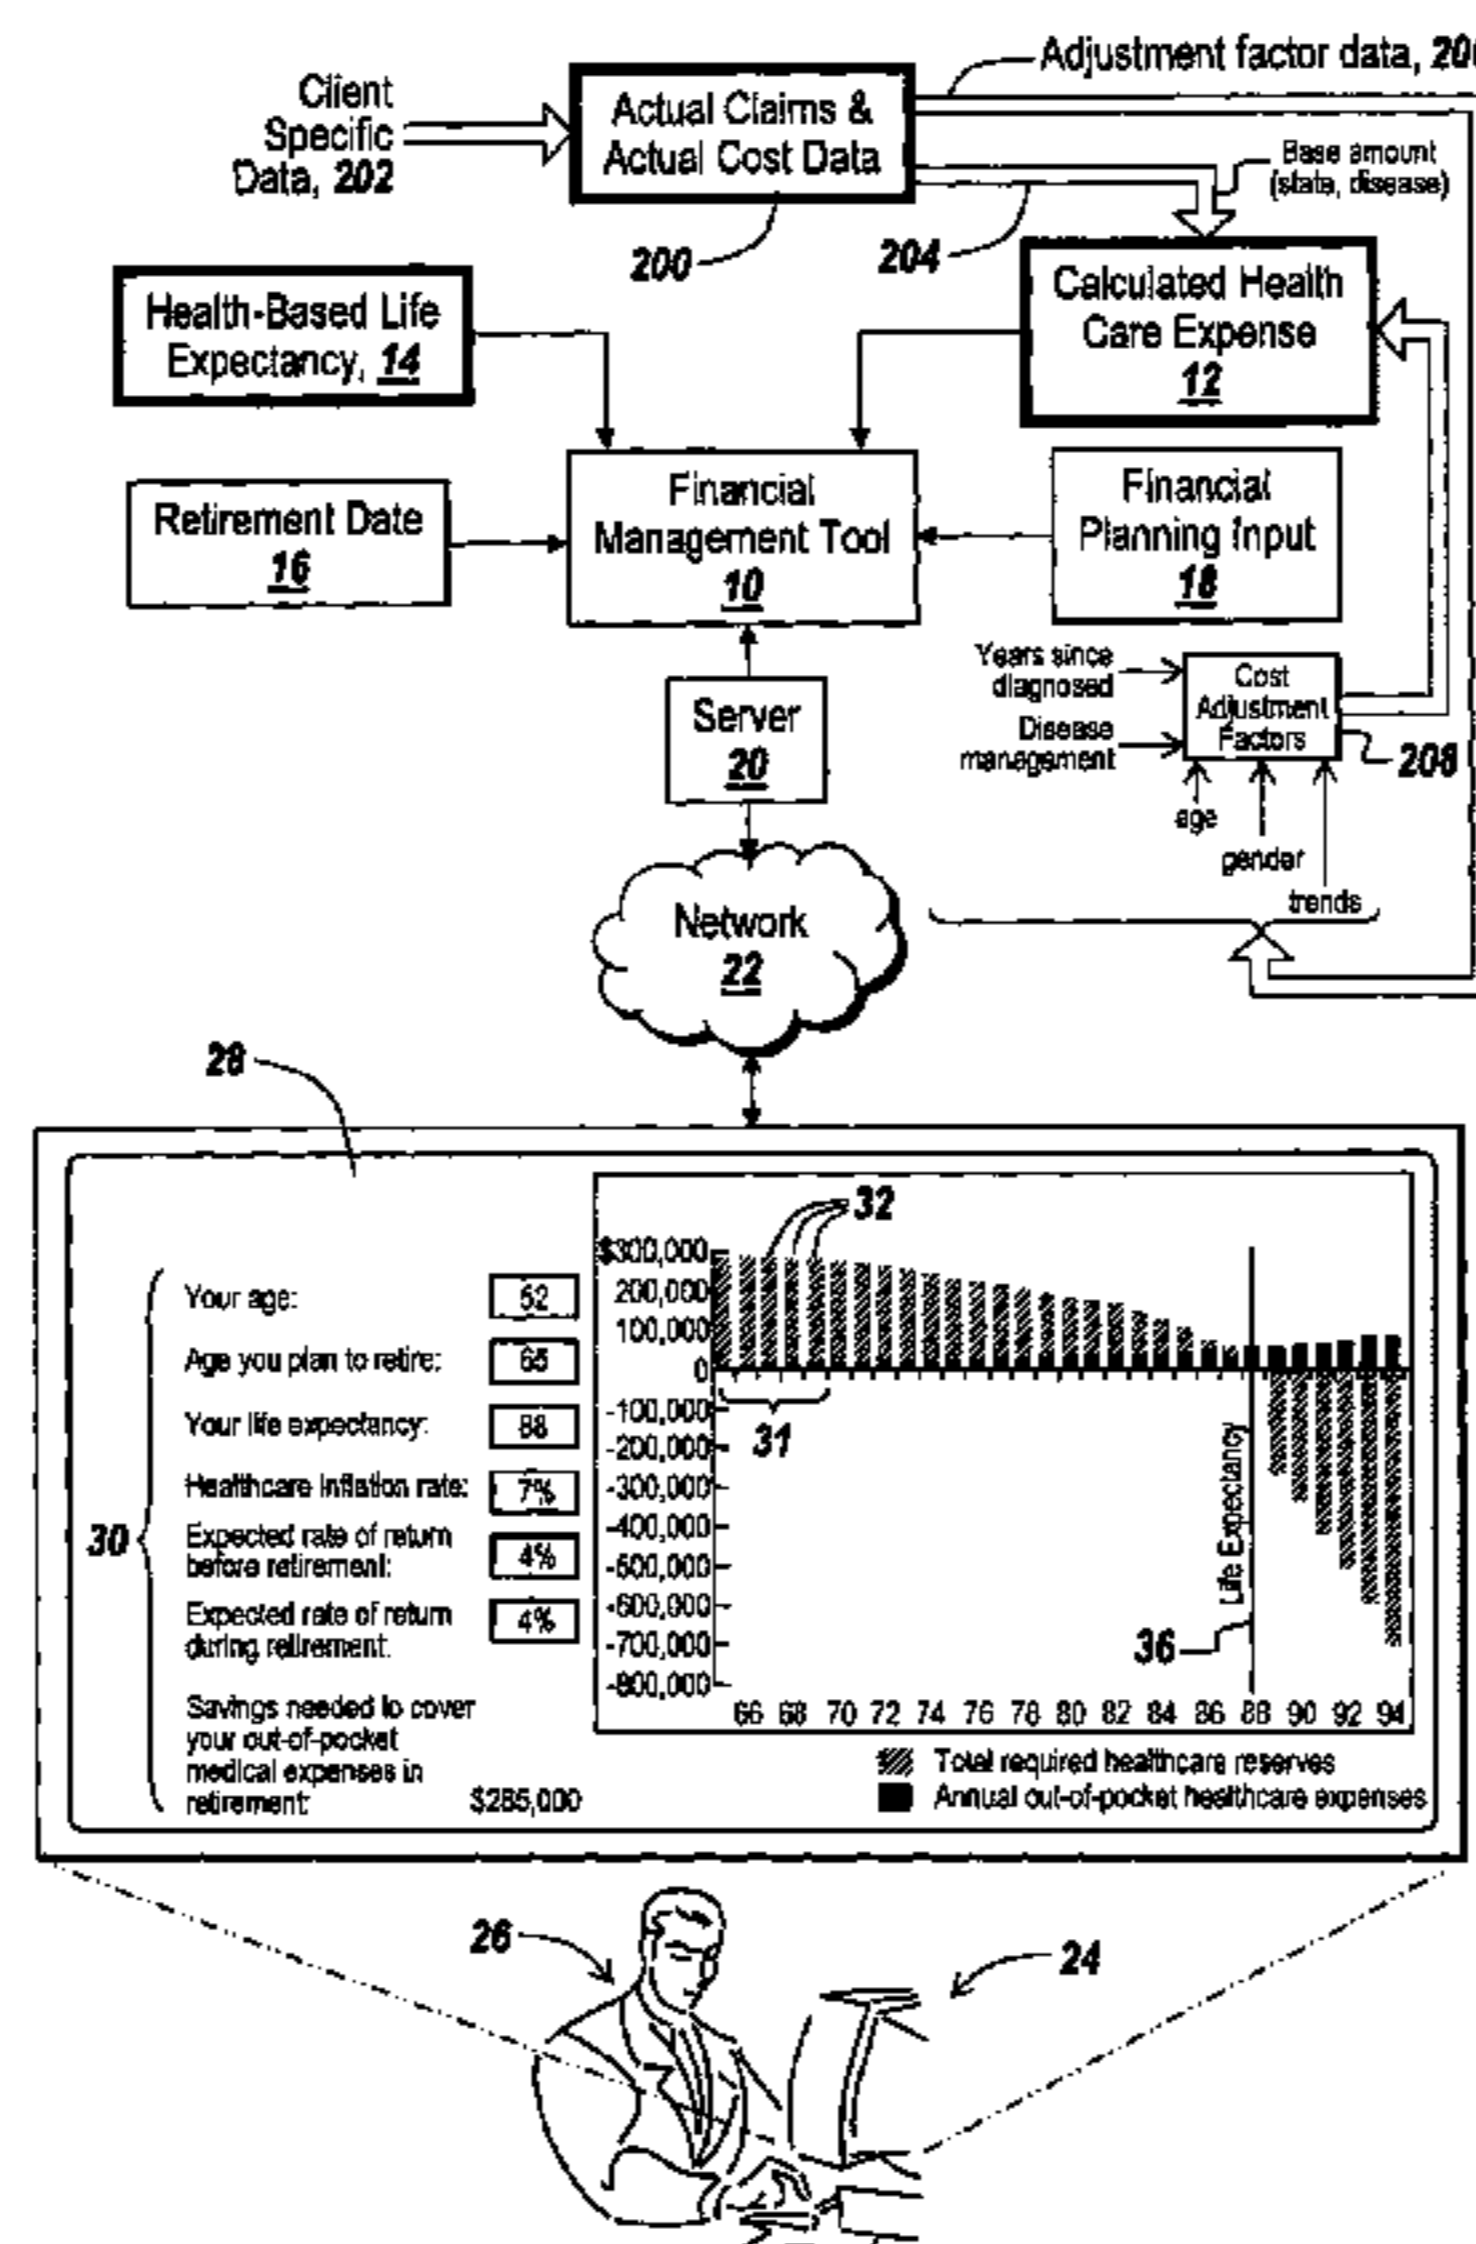 Adjustment factor data,
Client
Specific
Data, 202
Actual Claims &
Actual Cost Data
Base amount
(state, disease)
200
204
Health-Based Life
Expectancy, 14
Calculated Health
Care Expense
12
Retirement Date
16
Financial
Management Tool
10
Financial
Planning Input
18
Years since
diagnosed
Disease
management
Cost
Adjustment
Factors
208
age
gender
trends
Server
20
Network
22
28
30
Your age: 52
Age you plan to retire: 65
Your life expectancy: 88
Healthcare inflation rate: 7%
Expected rate of return
before retirement: 4%
Expected rate of return
during retirement: 4%
Savings needed to cover
your out-of-pocket
medical expenses in
retirement: $285,000
32
$300,000
200,000
100,000
0
-100,000
-200,000
-300,000
-400,000
-500,000
-600,000
-700,000
-800,000
31
Life Expectancy
36
66 68 70 72 74 76 78 80 82 84 86 88 90 92 94
Total required healthcare reserves
Annual out-of-pocket healthcare expenses
26
24